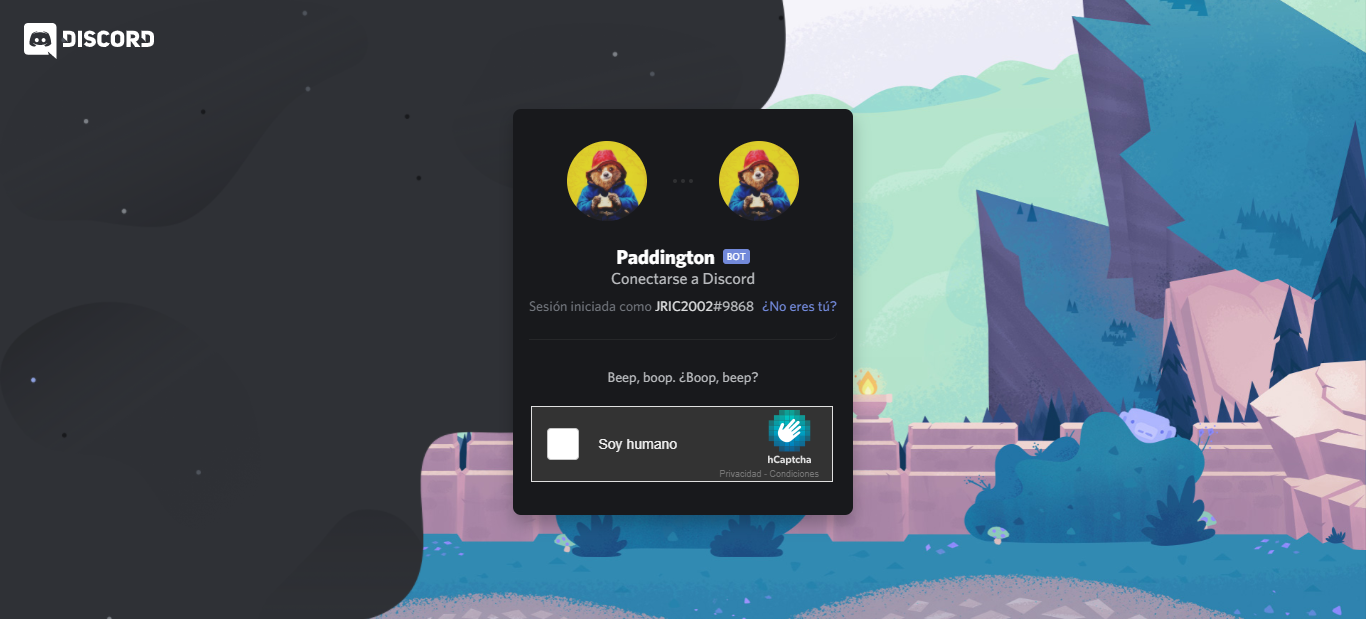 DISCORD
Paddington BOT
Conectarse a Discord
Sesión iniciada como JRIC2002#9868 ¿No eres tú?
Beep, boop. ¿Boop, beep?
Soy humano
hCaptcha
Privacidad - Condiciones